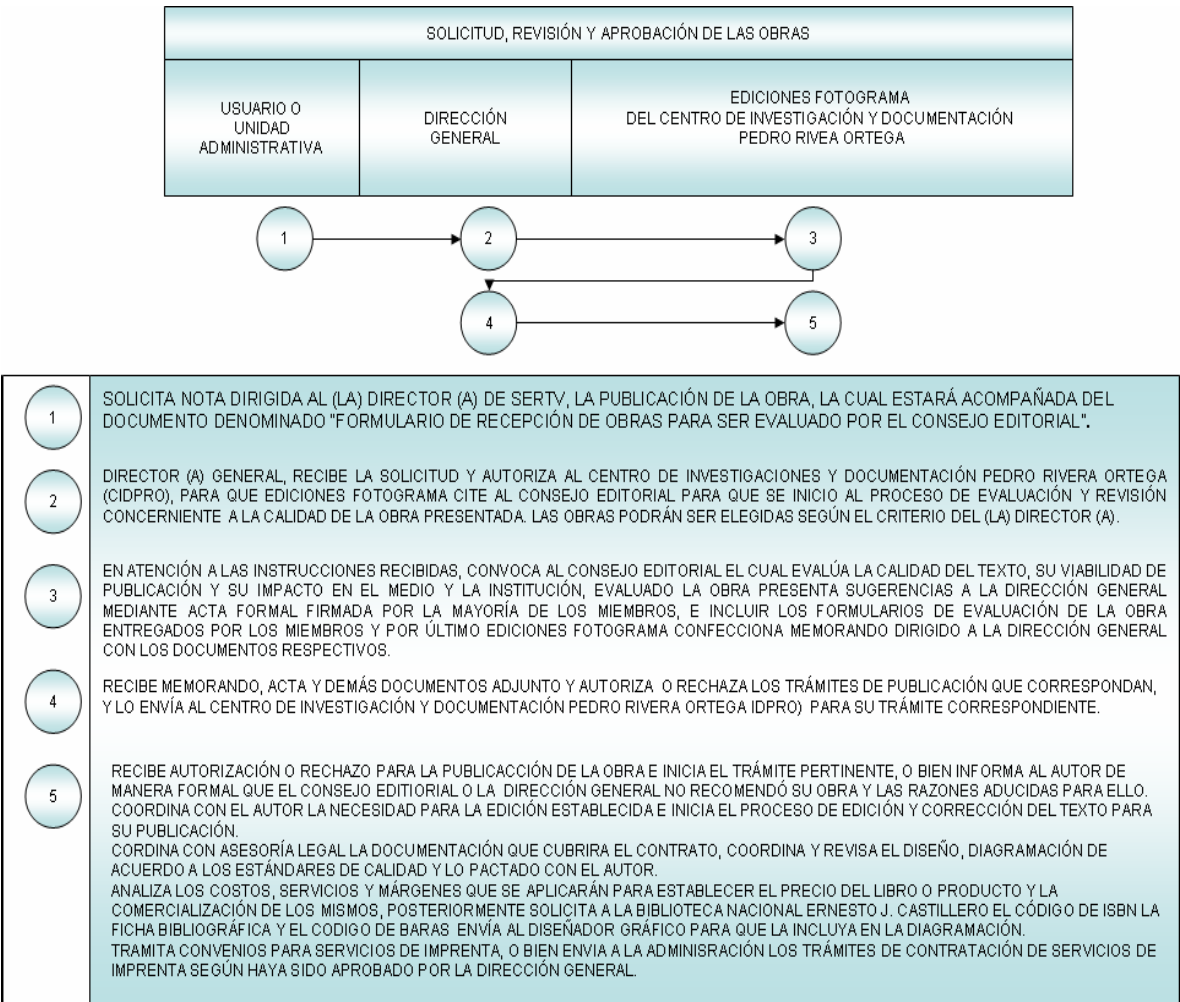 SOLICITUD, REVISIÓN Y APROBACIÓN DE LAS OBRAS
USUARIO O
UNIDAD
ADMINISTRATIVA
DIRECCIÓN
GENERAL
EDICIONES FOTOGRAMA
DEL CENTRO DE INVESTIGACIÓN Y DOCUMENTACIÓN
PEDRO RIVEA ORTEGA
1
2
3
4
5
1
SOLICITA NOTA DIRIGIDA AL (LA) DIRECTOR (A) DE SERTV, LA PUBLICACIÓN DE LA OBRA, LA CUAL ESTARÁ ACOMPAÑADA DEL
DOCUMENTO DENOMINADO "FORMULARIO DE RECEPCIÓN DE OBRAS PARA SER EVALUADO POR EL CONSEJO EDITORIAL".
2
DIRECTOR (A) GENERAL, RECIBE LA SOLICITUD Y AUTORIZA AL CENTRO DE INVESTIGACIONES Y DOCUMENTACIÓN PEDRO RIVERA ORTEGA
(CIDPRO), PARA QUE EDICIONES FOTOGRAMA CITE AL CONSEJO EDITORIAL PARA QUE SE INICIO AL PROCESO DE EVALUACIÓN Y REVISIÓN
CONCERNIENTE A LA CALIDAD DE LA OBRA PRESENTADA. LAS OBRAS PODRÁN SER ELEGIDAS SEGÚN EL CRITERIO DEL (LA) DIRECTOR (A).
3
EN ATENCIÓN A LAS INSTRUCCIONES RECIBIDAS, CONVOCA AL CONSEJO EDITORIAL EL CUAL EVALÚA LA CALIDAD DEL TEXTO, SU VIABILIDAD DE
PUBLICACIÓN Y SU IMPACTO EN EL MEDIO Y LA INSTITUCIÓN, EVALUADO LA OBRA PRESENTA SUGERENCIAS A LA DIRECCIÓN GENERAL
MEDIANTE ACTA FORMAL FIRMADA POR LA MAYORÍA DE LOS MIEMBROS, E INCLUIR LOS FORMULARIOS DE EVALUACIÓN DE LA OBRA
ENTREGADOS POR LOS MIEMBROS Y POR ÚLTIMO EDICIONES FOTOGRAMA CONFECCIONA MEMORANDO DIRIGIDO A LA DIRECCIÓN GENERAL
CON LOS DOCUMENTOS RESPECTIVOS.
4
RECIBE MEMORANDO, ACTA Y DEMÁS DOCUMENTOS ADJUNTO Y AUTORIZA O RECHAZA LOS TRÁMITES DE PUBLICACIÓN QUE CORRESPONDAN,
Y LO ENVÍA AL CENTRO DE INVESTIGACIÓN Y DOCUMENTACIÓN PEDRO RIVERA ORTEGA IDPRO) PARA SU TRÁMITE CORRESPONDIENTE.
5
RECIBE AUTORIZACIÓN O RECHAZO PARA LA PUBLICACCIÓN DE LA OBRA E INICIA EL TRÁMITE PERTINENTE, O BIEN INFORMA AL AUTOR DE
MANERA FORMAL QUE EL CONSEJO EDITIORIAL O LA DIRECCIÓN GENERAL NO RECOMENDÓ SU OBRA Y LAS RAZONES ADUCIDAS PARA ELLO.
COORDINA CON EL AUTOR LA NECESIDAD PARA LA EDICIÓN ESTABLECIDA E INICIA EL PROCESO DE EDICIÓN Y CORRECCIÓN DEL TEXTO PARA
SU PUBLICACIÓN.
CORDINA CON ASESORÍA LEGAL LA DOCUMENTACIÓN QUE CUBRIRA EL CONTRATO, COORDINA Y REVISA EL DISEÑO, DIAGRAMACIÓN DE
ACUERDO A LOS ESTÁNDARES DE CALIDAD Y LO PACTADO CON EL AUTOR.
ANALIZA LOS COSTOS, SERVICIOS Y MÁRGENES QUE SE APLICARÁN PARA ESTABLECER EL PRECIO DEL LIBRO O PRODUCTO Y LA
COMERCIALIZACIÓN DE LOS MISMOS, POSTERIORMENTE SOLICITA A LA BIBLIOTECA NACIONAL ERNESTO J. CASTILLERO EL CÓDIGO DE ISBN LA
FICHA BIBLIOGRÁFICA Y EL CODIGO DE BARAS ENVÍA AL DISEÑADOR GRÁFICO PARA QUE LA INCLUYA EN LA DIAGRAMACIÓN.
TRAMITA CONVENIOS PARA SERVICIOS DE IMPRENTA, O BIEN ENVIA A LA ADMINISRACIÓN LOS TRÁMITES DE CONTRATACIÓN DE SERVICIOS DE
IMPRENTA SEGÚN HAYA SIDO APROBADO POR LA DIRECCIÓN GENERAL.